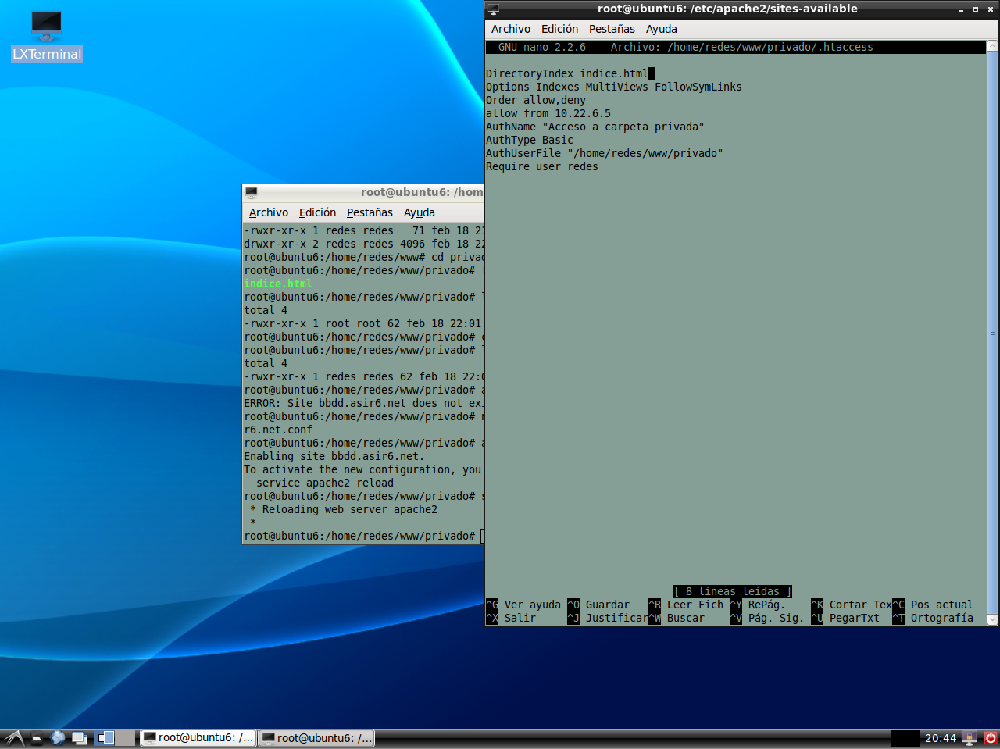 LXTerminal
root@ubuntu6: /etc/apache2/sites-available
Archivo Edición Pestañas Ayuda
GNU nano 2.2.6 Archivo: /home/redes/www/privado/.htaccess
DirectoryIndex indice.html
Options Indexes MultiViews FollowSymLinks
Order allow,deny
allow from 10.22.6.5
AuthName "Acceso a carpeta privada"
AuthType Basic
AuthUserFile "/home/redes/www/privado"
Require user redes
[ 8 líneas leídas ]
^G Ver ayuda ^O Guardar ^R Leer Fich ^Y RePág. ^K Cortar Tex ^C Pos actual
^X Salir ^J Justificar ^W Buscar ^V Pág. Sig. ^U PegarTxt ^T Ortografía
root@ubuntu6: /hom
Archivo Edición Pestañas Ayuda
-rwxr-xr-x 1 redes redes 71 feb 18 21
drwxr-xr-x 2 redes redes 4096 feb 18 22
root@ubuntu6:/home/redes/www# cd privad
root@ubuntu6:/home/redes/www/privado# l
indice.html
root@ubuntu6:/home/redes/www/privado# l
total 4
-rwxr-xr-x 1 root root 62 feb 18 22:01
root@ubuntu6:/home/redes/www/privado# c
root@ubuntu6:/home/redes/www/privado# l
total 4
-rwxr-xr-x 1 redes redes 62 feb 18 22:0
root@ubuntu6:/home/redes/www/privado# a
ERROR: Site bbdd.asir6.net does not exi
root@ubuntu6:/home/redes/www/privado#
r6.net.conf
root@ubuntu6:/home/redes/www/privado# a
Enabling site bbdd.asir6.net.
To activate the new configuration, you
service apache2 reload
root@ubuntu6:/home/redes/www/privado# s
* Reloading web server apache2
*
root@ubuntu6:/home/redes/www/privado#
root@ubuntu6: /... root@ubuntu6: /... 20:44